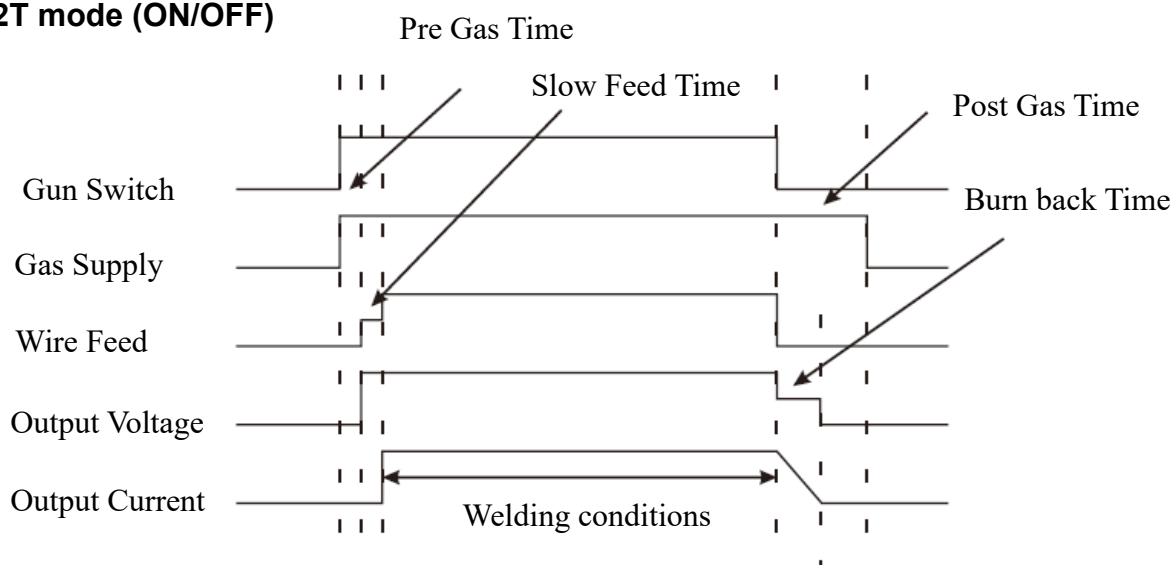 2T mode (ON/OFF)
Pre Gas Time
Slow Feed Time
Post Gas Time
Gun Switch
Burn back Time
Gas Supply
Wire Feed
Output Voltage
Output Current
Welding conditions